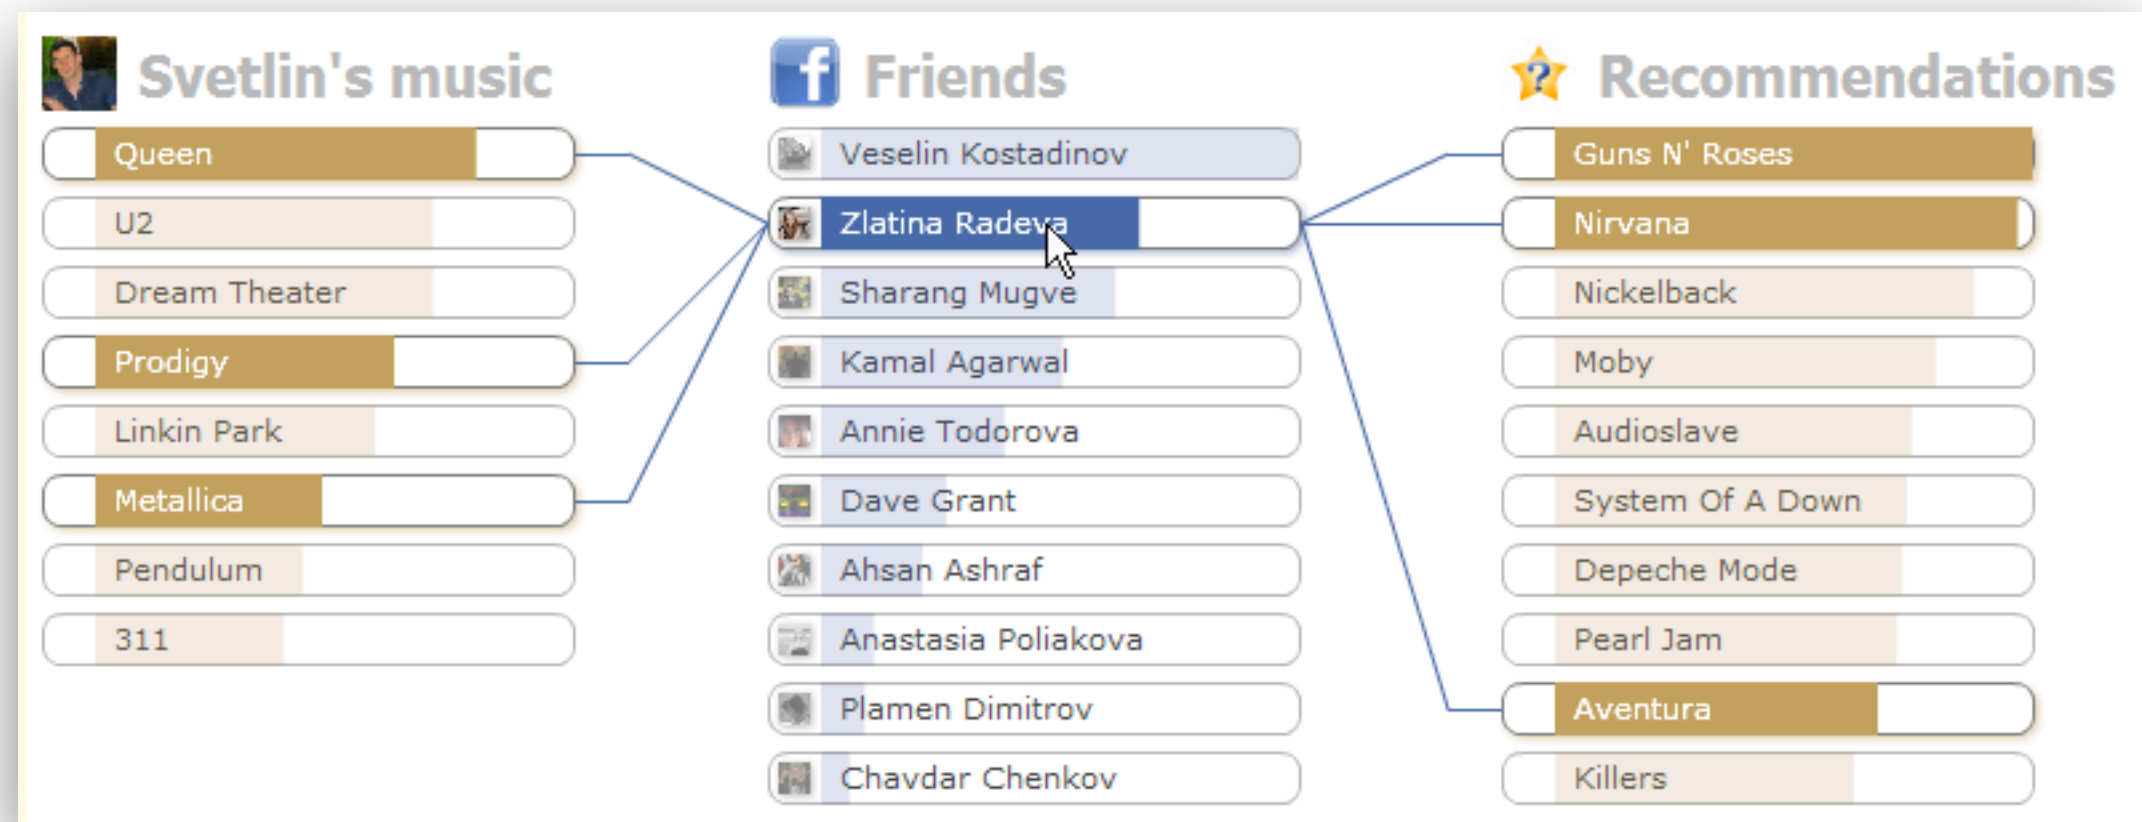 Svetlin's music
Queen
U2
Dream Theater
Prodigy
Linkin Park
Metallica
Pendulum
311
f Friends
Veselin Kostadinov
Zlatina Radeva
Sharang Mugve
Kamal Agarwal
Annie Todorova
Dave Grant
Ahsan Ashraf
Anastasia Poliakova
Plamen Dimitrov
Chavdar Chenkov
? Recommendations
Guns N' Roses
Nirvana
Nickelback
Moby
Audioslave
System Of A Down
Depeche Mode
Pearl Jam
Aventura
Killers